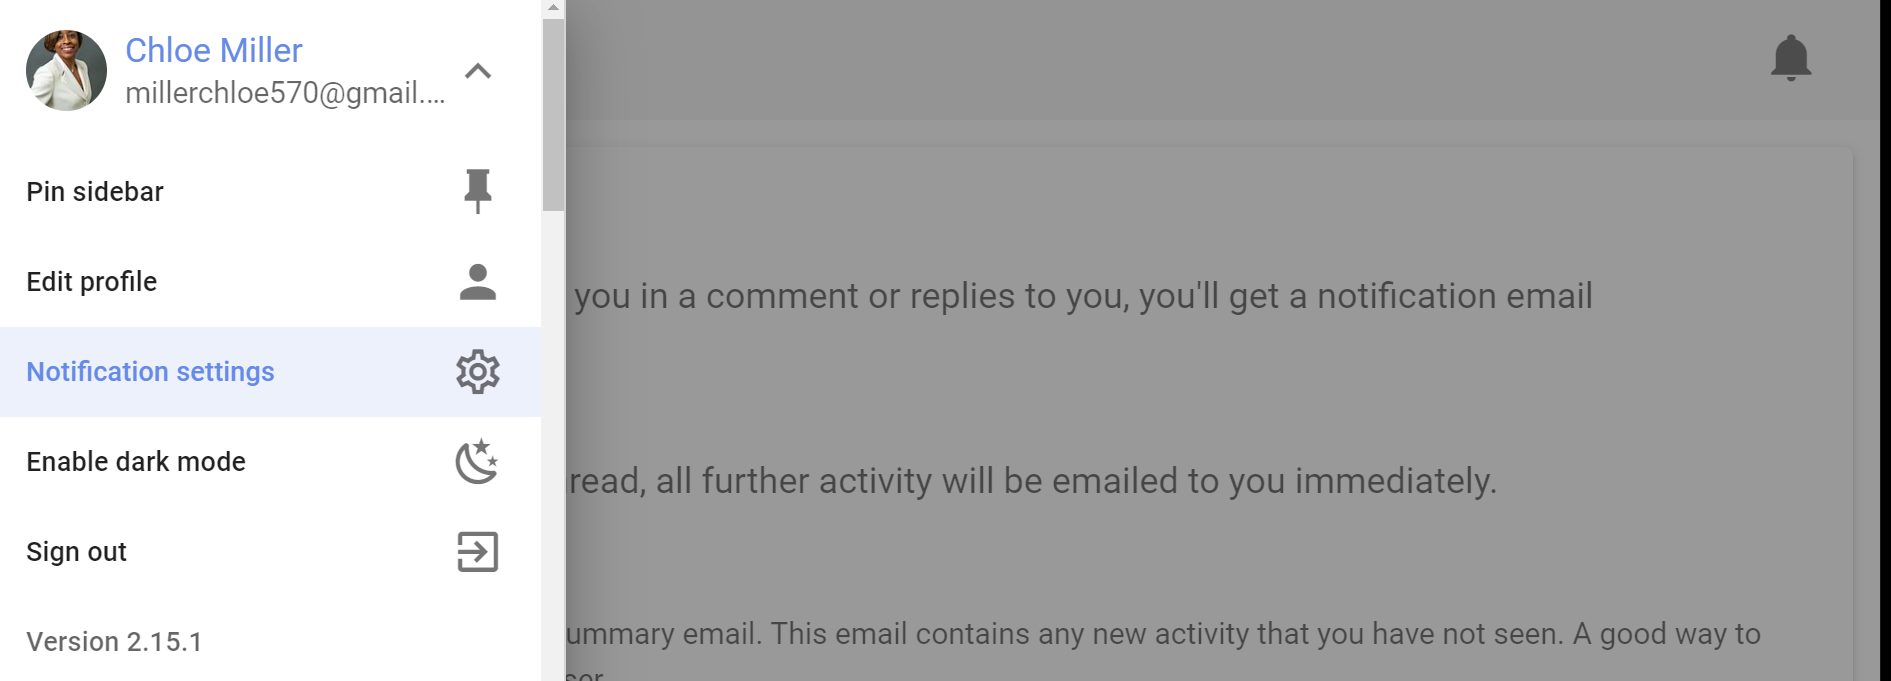 Chloe Miller
millerchloe570@gmail....
Pin sidebar
Edit profile
Notification settings
Enable dark mode
Sign out
Version 2.15.1
you in a comment or replies to you, you'll get a notification email
read, all further activity will be emailed to you immediately.
ummary email. This email contains any new activity that you have not seen. A good way to